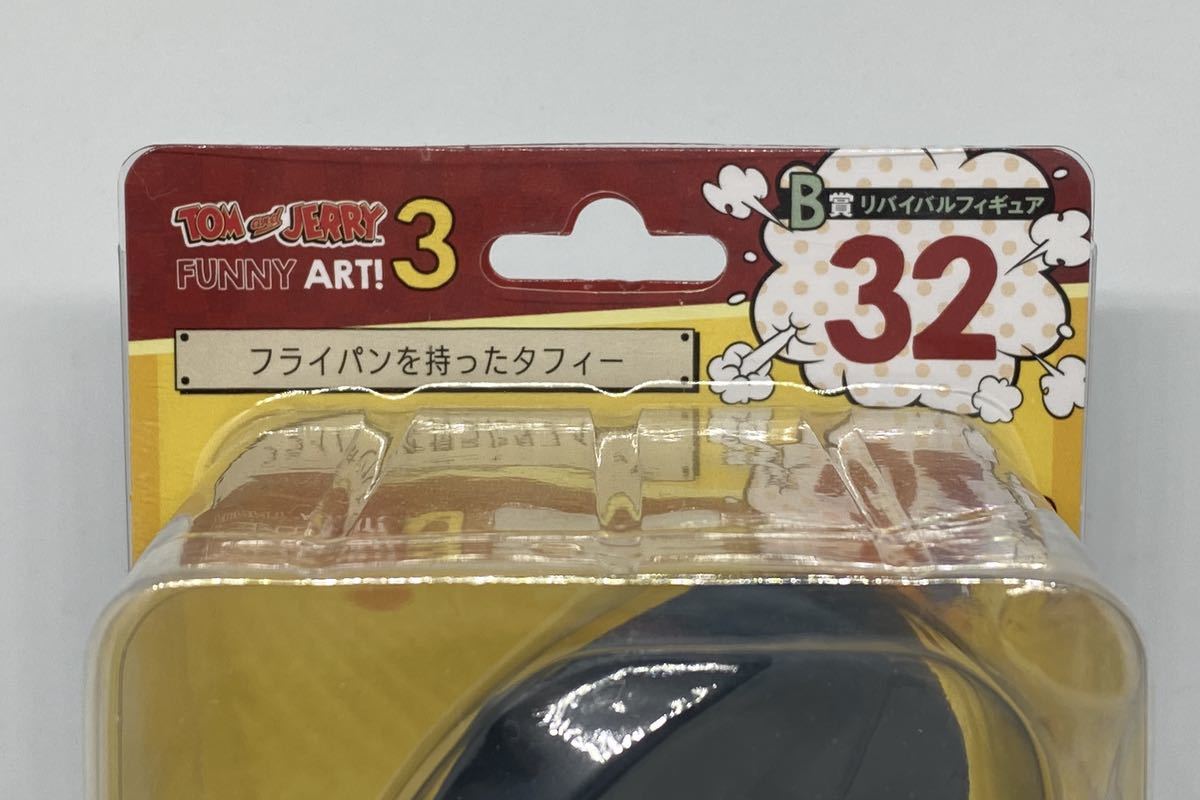 TOM and JERRY™ 3
FUNNY ART!
B賞 リバイバルフィギュア
32
フライパンを持ったタフィー